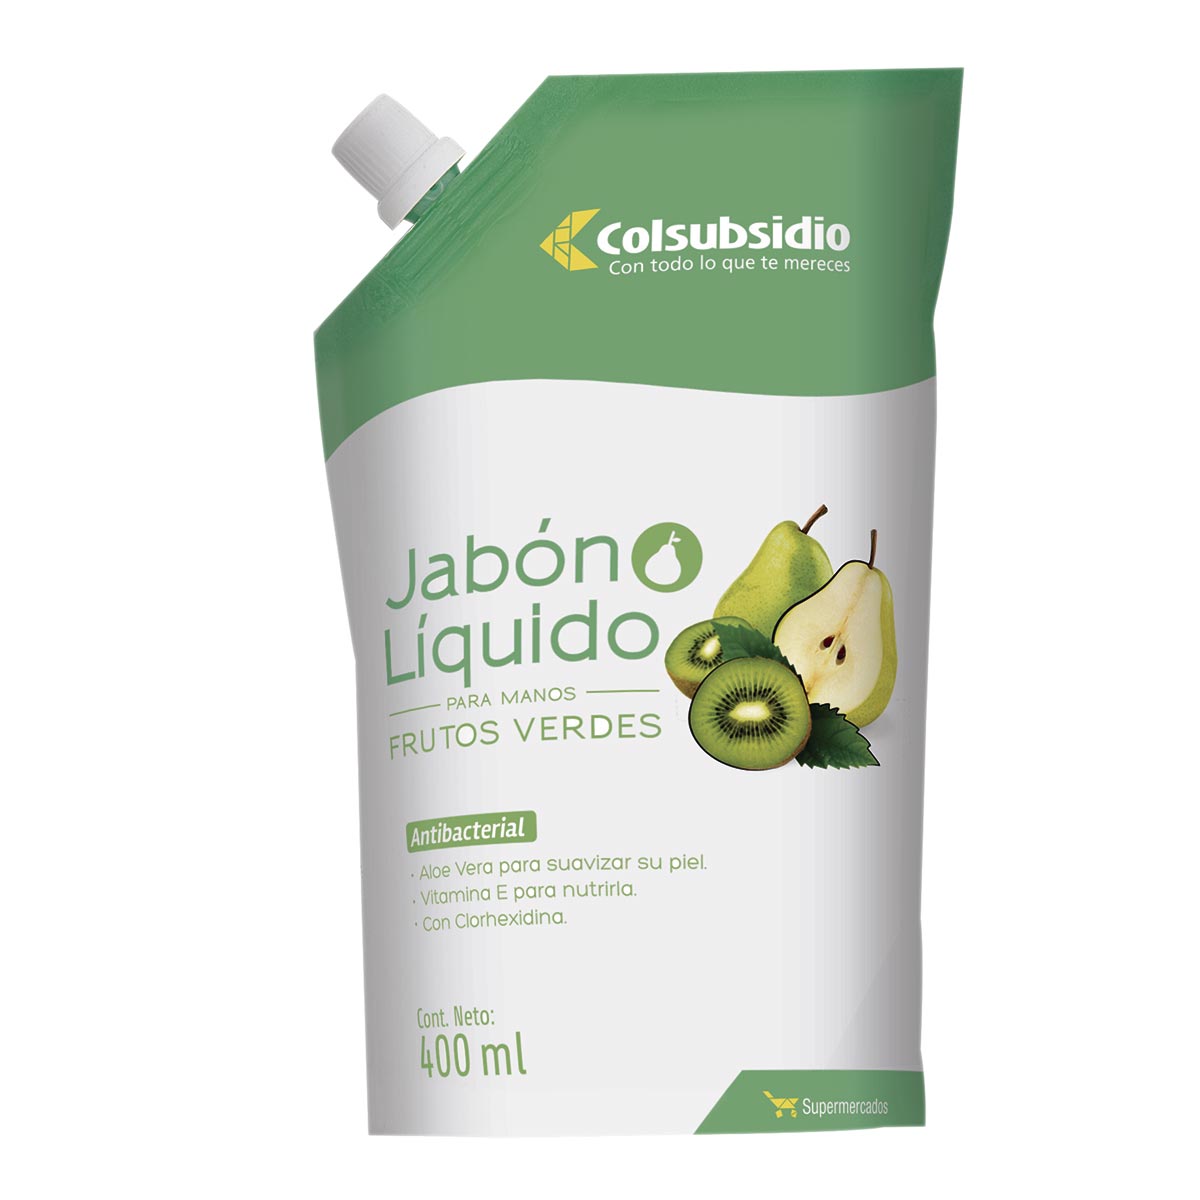 Colsubsidio
Con todo lo que te mereces
Jabón
Líquido
PARA MANOS
FRUTOS VERDES
Antibacterial
· Aloe Vera para suavizar su piel.
· Vitamina E para nutrirla.
· Con Clorhexidina.
Cont. Neto:
400 ml
Supermercados